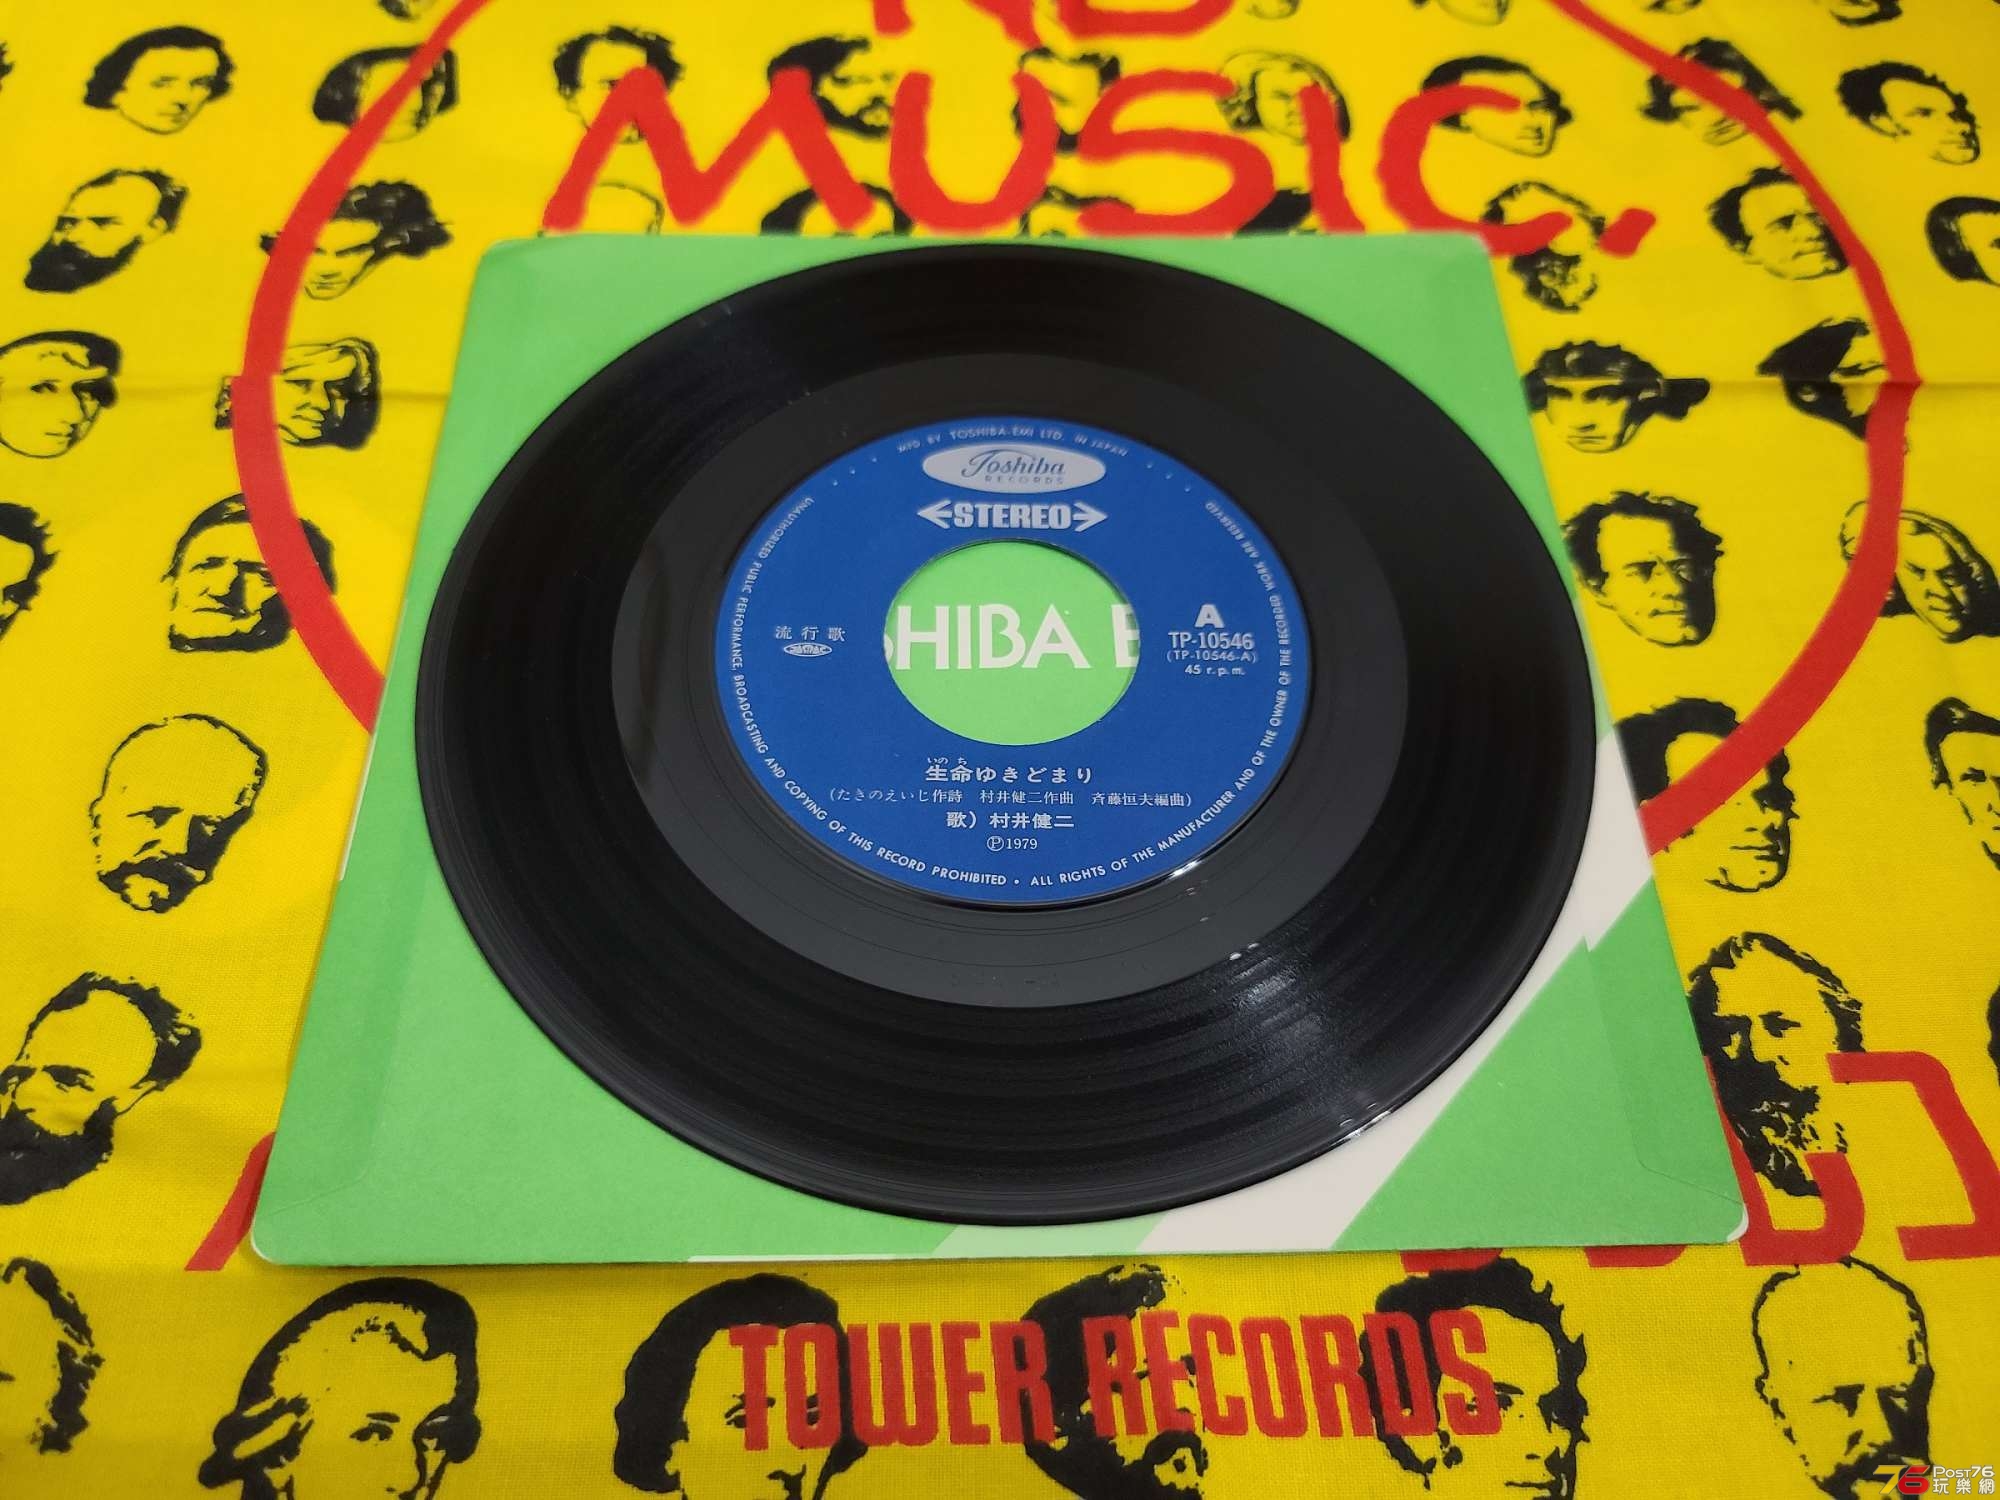 NO
MUSIC.
MFD. BY TOSHIBA-EMI LTD. IN JAPAN
Toshiba
RECORDS
STEREO
A
TP-10546
(TP-10546-A)
45 r.p.m.
流行歌
JASRAC
HIBA E
いのち
生命ゆきどまり
(たきのえいじ作詩 村井健二作曲 斉藤恒夫編曲)
歌) 村井健二
Ⓟ1979
UNAUTHORIZED PUBLIC PERFORMANCE, BROADCASTING AND COPYING OF THIS RECORD PROHIBITED • ALL RIGHTS OF THE MANUFACTURER AND OF THE OWNER OF THE RECORDED WORK ARE RESERVED
TOWER RECORDS
76 Post76
玩樂網